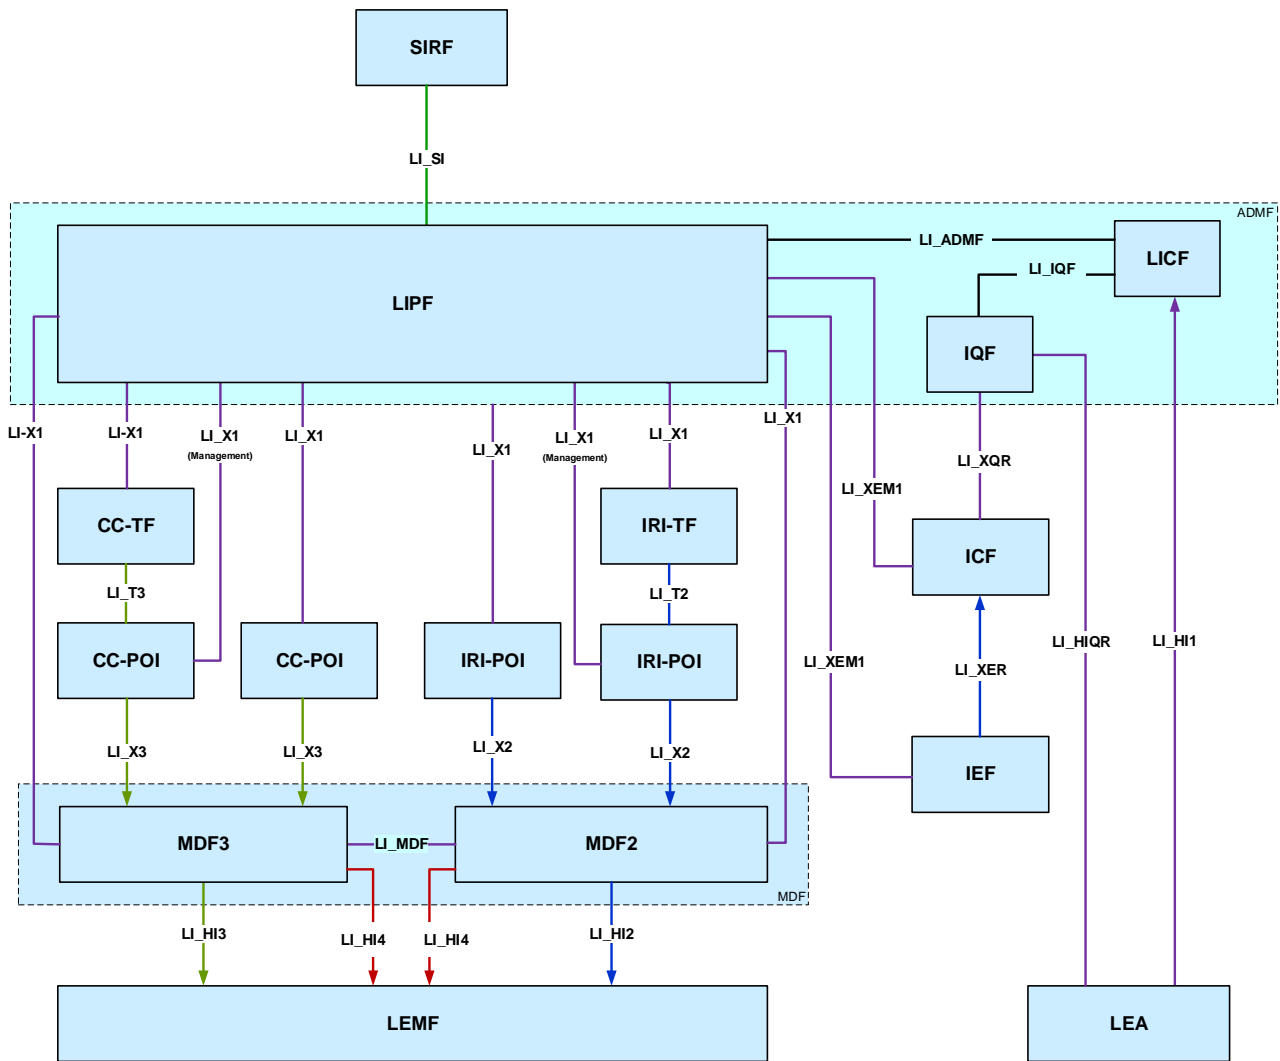 SIRF
LI_SI
ADMF
LI_ADMF
LICF
LI_IQF
LIPF
IQF
LI-X1
LI-X1
LI_X1
(Management)
LI_X1
LI_X1
LI_X1
(Management)
LI_X1
LI_X1
LI_XQR
LI_XEM1
CC-TF
IRI-TF
ICF
LI_T3
LI_T2
CC-POI
CC-POI
IRI-POI
IRI-POI
LI_XEM1
LI_XER
LI_HIQR
LI_HI1
LI_X3
LI_X3
LI_X2
LI_X2
IEF
MDF3
LI_MDF
MDF2
MDF
LI_HI3
LI_HI4
LI_HI4
LI_HI2
LEMF
LEA